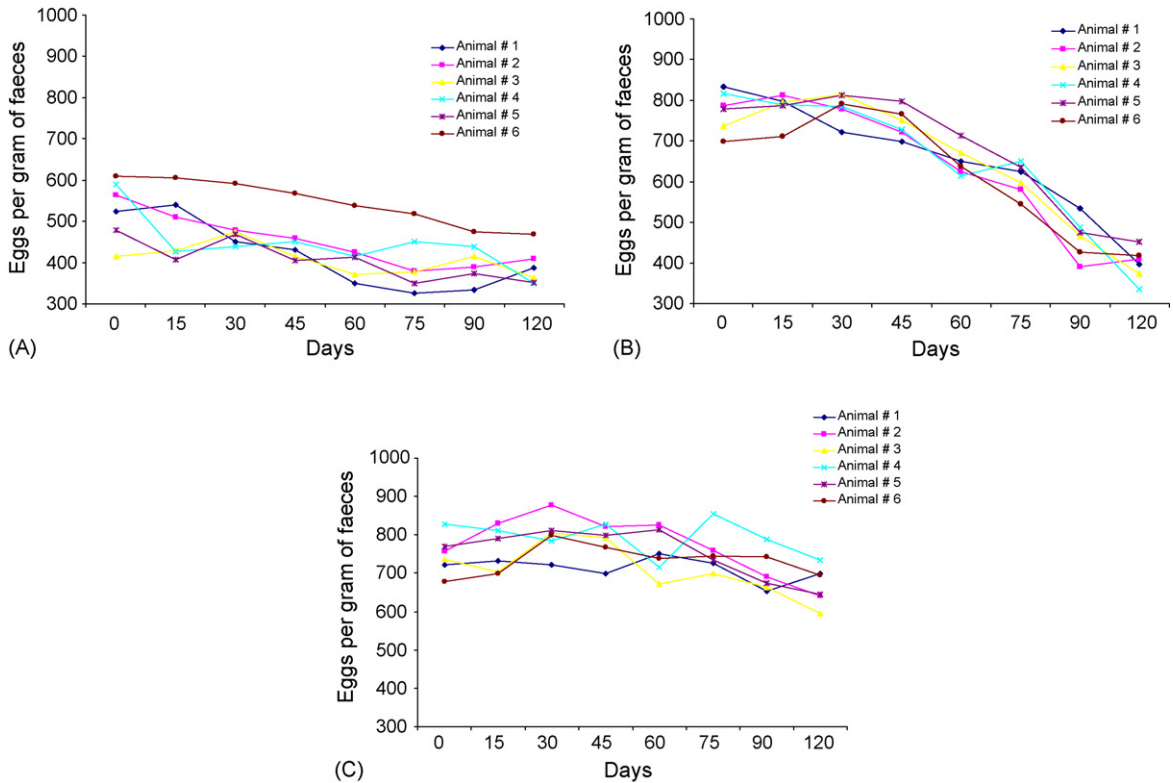 1000
900
800
700
600
500
400
300
Eggs per gram of faeces
0 15 30 45 60 75 90 120
Days
Animal # 1
Animal # 2
Animal # 3
Animal # 4
Animal # 5
Animal # 6
(A)
1000
900
800
700
600
500
400
300
Eggs per gram of faeces
0 15 30 45 60 75 90 120
Days
Animal # 1
Animal # 2
Animal # 3
Animal # 4
Animal # 5
Animal # 6
(B)
1000
900
800
700
600
500
400
300
Eggs per gram of faeces
0 15 30 45 60 75 90 120
Days
Animal # 1
Animal # 2
Animal # 3
Animal # 4
Animal # 5
Animal # 6
(C)